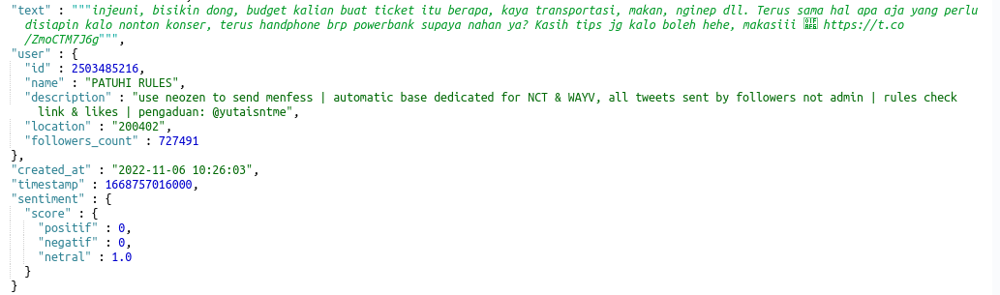 "text" : """injeuni, bisikin dong, budget kalian buat ticket itu berapa, kaya transportasi, makan, nginep dll. Terus sama hal apa aja yang perlu
disiapin kalo nonton konser, terus handphone brp powerbank supaya nahan ya? Kasih tips jg kalo boleh hehe, makasiii https://t.co
/ZmoCTM7J6g""",
"user" : {
"id" : 2503485216,
"name" : "PATUHI RULES",
"description" : "use neozen to send menfess | automatic base dedicated for NCT & WAYV, all tweets sent by followers not admin | rules check
link & likes | pengaduan: @yutaisntme",
"location" : "200402",
"followers_count" : 727491
},
"created_at" : "2022-11-06 10:26:03",
"timestamp" : 1668757016000,
"sentiment" : {
"score" : {
"positif" : 0,
"negatif" : 0,
"netral" : 1.0
}
}